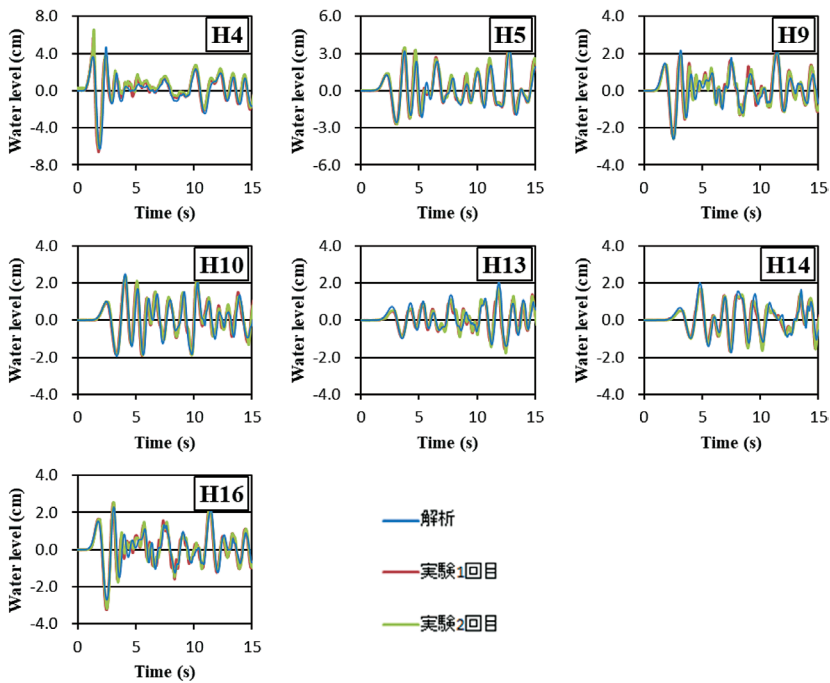 H4
Water level (cm)
8.0
4.0
0.0
-4.0
-8.0
0 5 10 15
Time (s)
H5
Water level (cm)
6.0
3.0
0.0
-3.0
-6.0
0 5 10 15
Time (s)
H9
Water level (cm)
4.0
2.0
0.0
-2.0
-4.0
0 5 10 15
Time (s)
H10
Water level (cm)
4.0
2.0
0.0
-2.0
-4.0
0 5 10 15
Time (s)
H13
Water level (cm)
4.0
2.0
0.0
-2.0
-4.0
0 5 10 15
Time (s)
H14
Water level (cm)
4.0
2.0
0.0
-2.0
-4.0
0 5 10 15
Time (s)
H16
Water level (cm)
4.0
2.0
0.0
-2.0
-4.0
0 5 10 15
Time (s)
解析
実験1回目
実験2回目